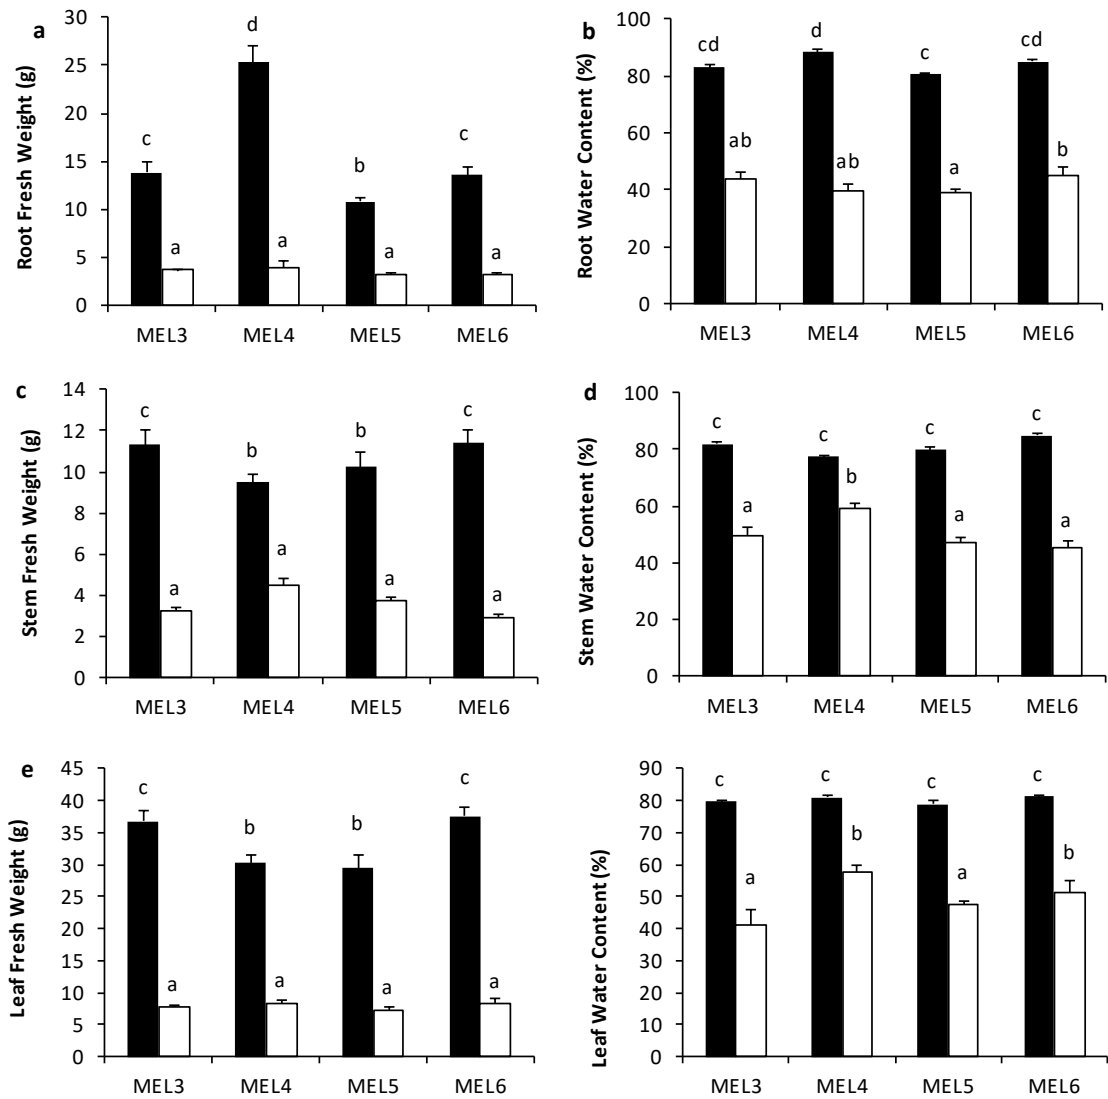 a
Root Fresh Weight (g)
30
25
20
15
10
5
0
c
a
d
a
b
a
c
a
MEL3 MEL4 MEL5 MEL6
b
Root Water Content (%)
100
80
60
40
20
0
cd
ab
d
ab
c
a
cd
b
MEL3 MEL4 MEL5 MEL6
c
Stem Fresh Weight (g)
14
12
10
8
6
4
2
0
c
a
b
a
b
a
c
a
MEL3 MEL4 MEL5 MEL6
d
Stem Water Content (%)
100
80
60
40
20
0
c
a
c
b
c
a
c
a
MEL3 MEL4 MEL5 MEL6
e
Leaf Fresh Weight (g)
45
40
35
30
25
20
15
10
5
0
c
a
b
a
b
a
c
a
MEL3 MEL4 MEL5 MEL6
Leaf Water Content (%)
90
80
70
60
50
40
30
20
10
0
c
a
c
b
c
a
c
b
MEL3 MEL4 MEL5 MEL6